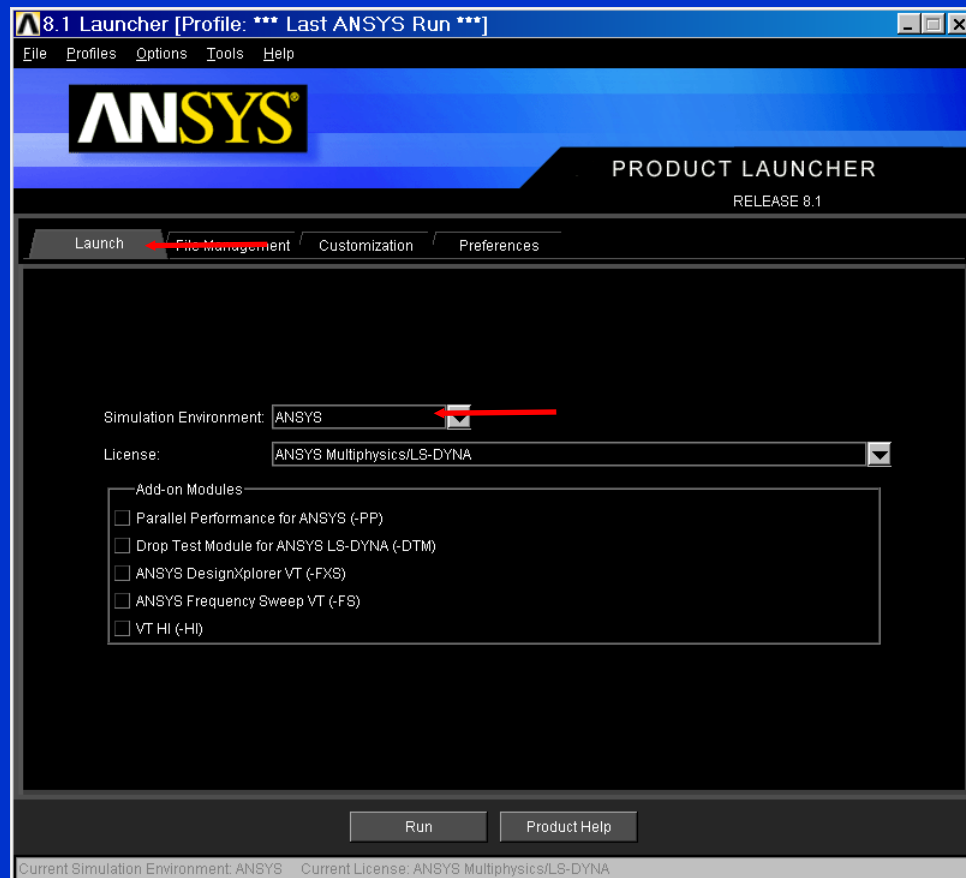 8.1 Launcher [Profile: *** Last ANSYS Run ***]
File Profiles Options Tools Help
ANSYS®
PRODUCT LAUNCHER
RELEASE 8.1
Launch File Management Customization Preferences
Simulation Environment: ANSYS
License: ANSYS Multiphysics/LS-DYNA
Add-on Modules
Parallel Performance for ANSYS (-PP)
Drop Test Module for ANSYS LS-DYNA (-DTM)
ANSYS DesignXplorer VT (-FXS)
ANSYS Frequency Sweep VT (-FS)
VT HI (-HI)
Run Product Help
Current Simulation Environment: ANSYS Current License: ANSYS Multiphysics/LS-DYNA